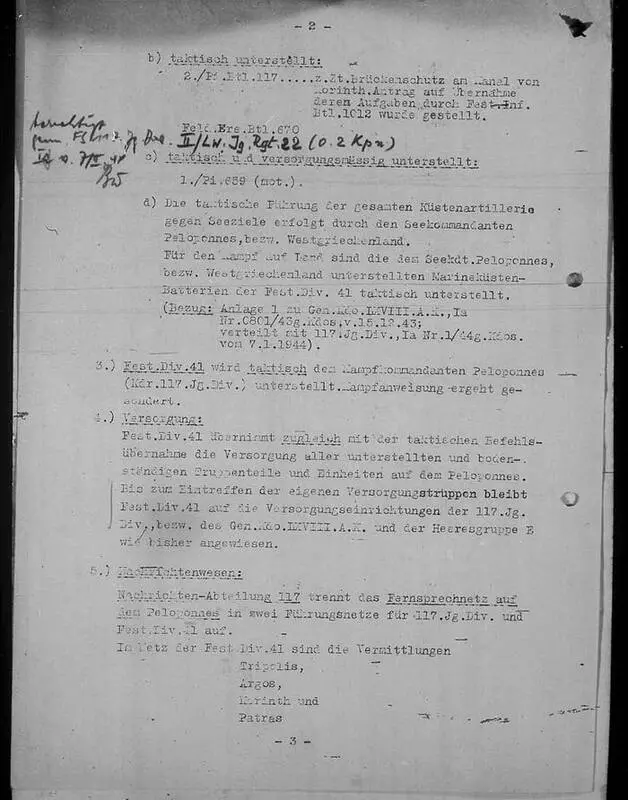 - 2 -
b) taktisch unterstellt:
2./Pi.Btl.117.....z.Zt.Brückenschutz am Kanal von
Korinth.Antrag auf Übernahme
deren Aufgaben durch Fest.Inf.
Btl.1012 wurde gestellt.
Feld.Ers.Btl.670
II/Lw. Jg. Rgt. 22 (o. 2 Kpn)
c) taktisch und versorgungsmässig unterstellt:
1./Pi.659 (mot.).
d) Die taktische Führung der gesamten Küstenartillerie
gegen Seeziele erfolgt durch den Seekommandanten
Peloponnes,bezw. Westgriechenland.
Für den Kampf auf Land sind die dem Seekdt.Peloponnes,
bezw. Westgriechenland unterstellten Marineküsten-
Batterien der Fest.Div. 41 taktisch unterstellt.
(Bezug: Anlage 1 zu Gen.Kdo.LXVIII.A.K.,Ia
Nr.0801/43g.Kdos.v.15.12.43;
verteilt mit 117.Jg.Div.,Ia Nr.1/44g.Kdos.
vom 7.1.1944).
3.) Fest.Div.41 wird taktisch dem Kampfkommandanten Peloponnes
(Kdr.117.Jg.Div.) unterstellt.Kampfanweisung ergeht ge-
sondert.
4.) Versorgung:
Fest.Div.41 übernimmt zugleich mit der taktischen Befehls-
übernahme die Versorgung aller unterstellten und boden-
ständigen Truppenteile und Einheiten auf dem Peloponnes.
Bis zum Eintreffen der eigenen Versorgungstruppen bleibt
Fest.Div.41 auf die Versorgungseinrichtungen der 117.Jg.
Div., bezw. des Gen.Kdo.LXVIII.A.K. und der Heeresgruppe E
wie bisher angewiesen.
5.) Nachrichtenwesen:
Nachrichten-Abteilung 117 trennt das Fernsprechnetz auf
dem Peloponnes in zwei Führungsnetze für 117.Jg.Div. und
Fest.Div.41 auf.
Im Netz der Fest.Div.41 sind die Vermittlungen
Tripolis,
Argos,
Korinth und
Patras
- 3 -